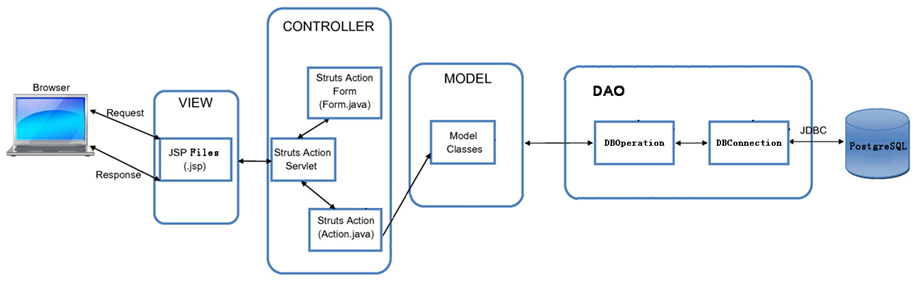 Browser
Request
Response
VIEW
JSP Files
(.jsp)
CONTROLLER
Struts Action
Form
(Form.java)
Struts Action
Servlet
Struts Action
(Action.java)
MODEL
Model
Classes
DAO
DBOperation
DBConnection
JDBC
PostgreSQL